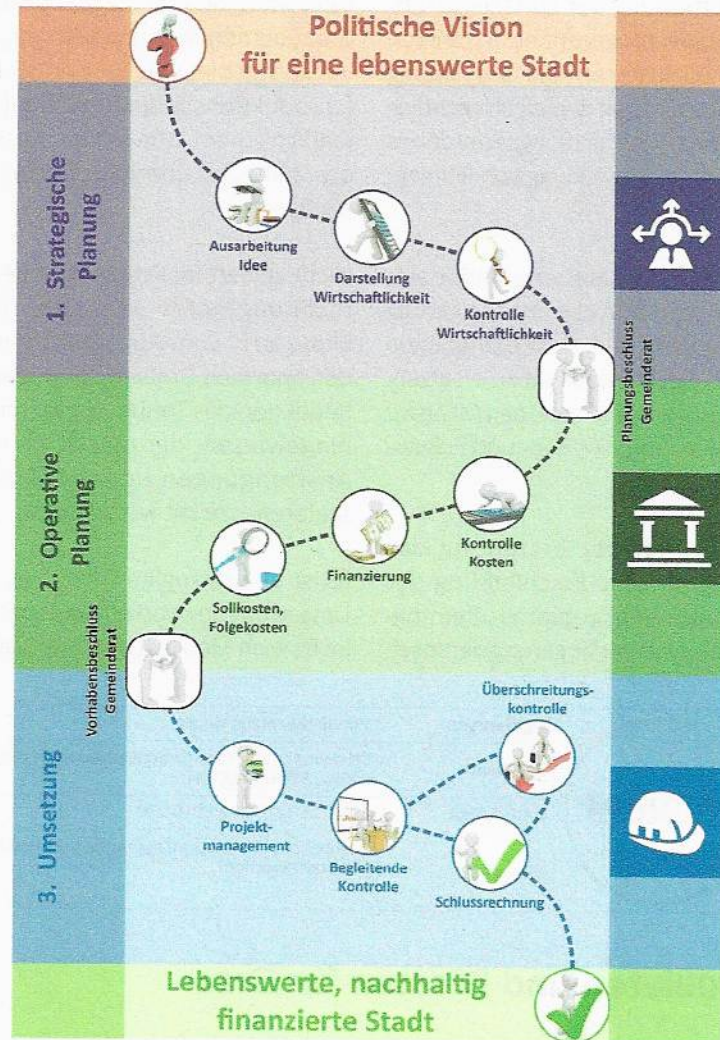 Politische Vision
für eine lebenswerte Stadt
1. Strategische
Planung
Ausarbeitung
Idee
Darstellung
Wirtschaftlichkeit
Kontrolle
Wirtschaftlichkeit
Planungsbeschluss
Gemeinderat
2. Operative
Planung
Kontrolle
Kosten
Finanzierung
Sollkosten,
Folgekosten
Vorhabensbeschluss
Gemeinderat
3. Umsetzung
Überschreitungs-
kontrolle
Projekt-
management
Begleitende
Kontrolle
Schlussrechnung
Lebenswerte, nachhaltig
finanzierte Stadt